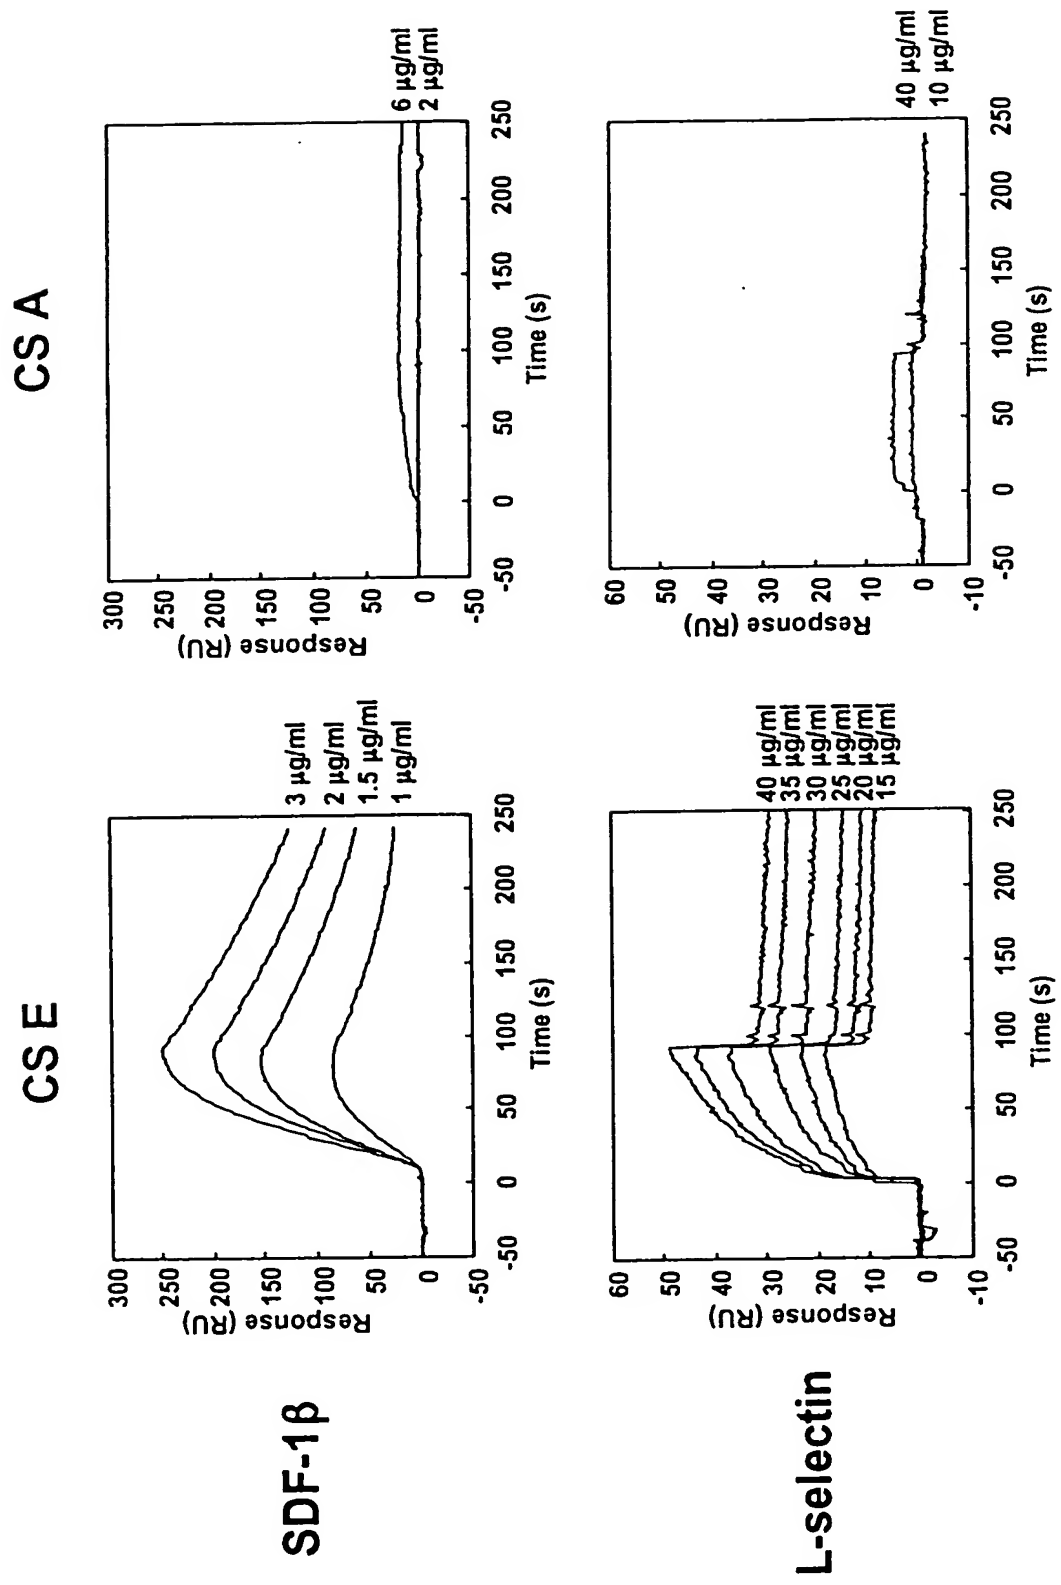 CS E
CS A
SDF-1β
Response (RU)
300
250
200
150
100
50
0
-50
-50
0
50
100
150
200
250
Time (s)
3 μg/ml
2 μg/ml
1.5 μg/ml
1 μg/ml
Response (RU)
300
250
200
150
100
50
0
-50
-50
0
50
100
150
200
250
Time (s)
6 μg/ml
2 μg/ml
L-selectin
Response (RU)
60
50
40
30
20
10
0
-10
-50
0
50
100
150
200
250
Time (s)
40 μg/ml
35 μg/ml
30 μg/ml
25 μg/ml
20 μg/ml
15 μg/ml
Response (RU)
60
50
40
30
20
10
0
-10
-50
0
50
100
150
200
250
Time (s)
40 μg/ml
10 μg/ml